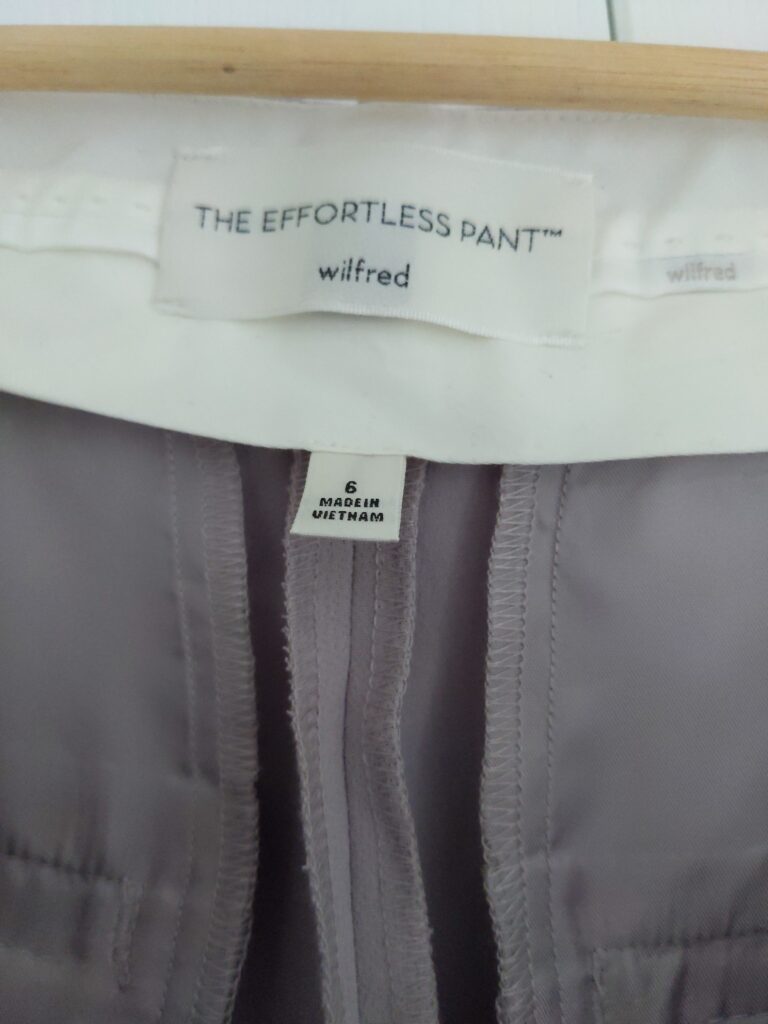 THE EFFORTLESS PANT™
wilfred
wilfred
6
MADE IN
VIETNAM